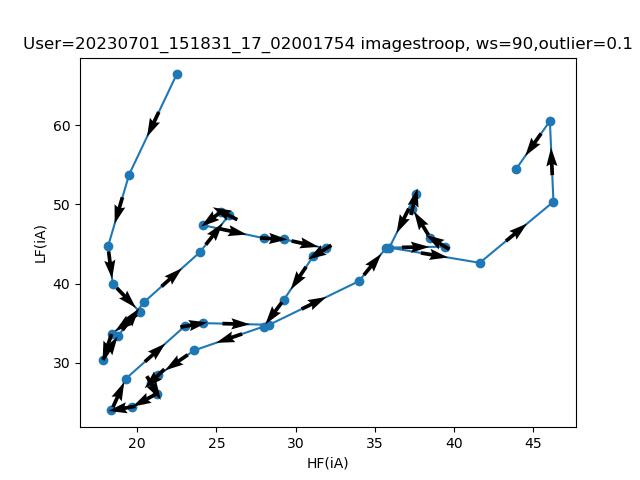 User=20230701_151831_17_02001754 imagestroop, ws=90,outlier=0.1
60
50
40
30
LF(iA)
20 25 30 35 40 45
HF(iA)